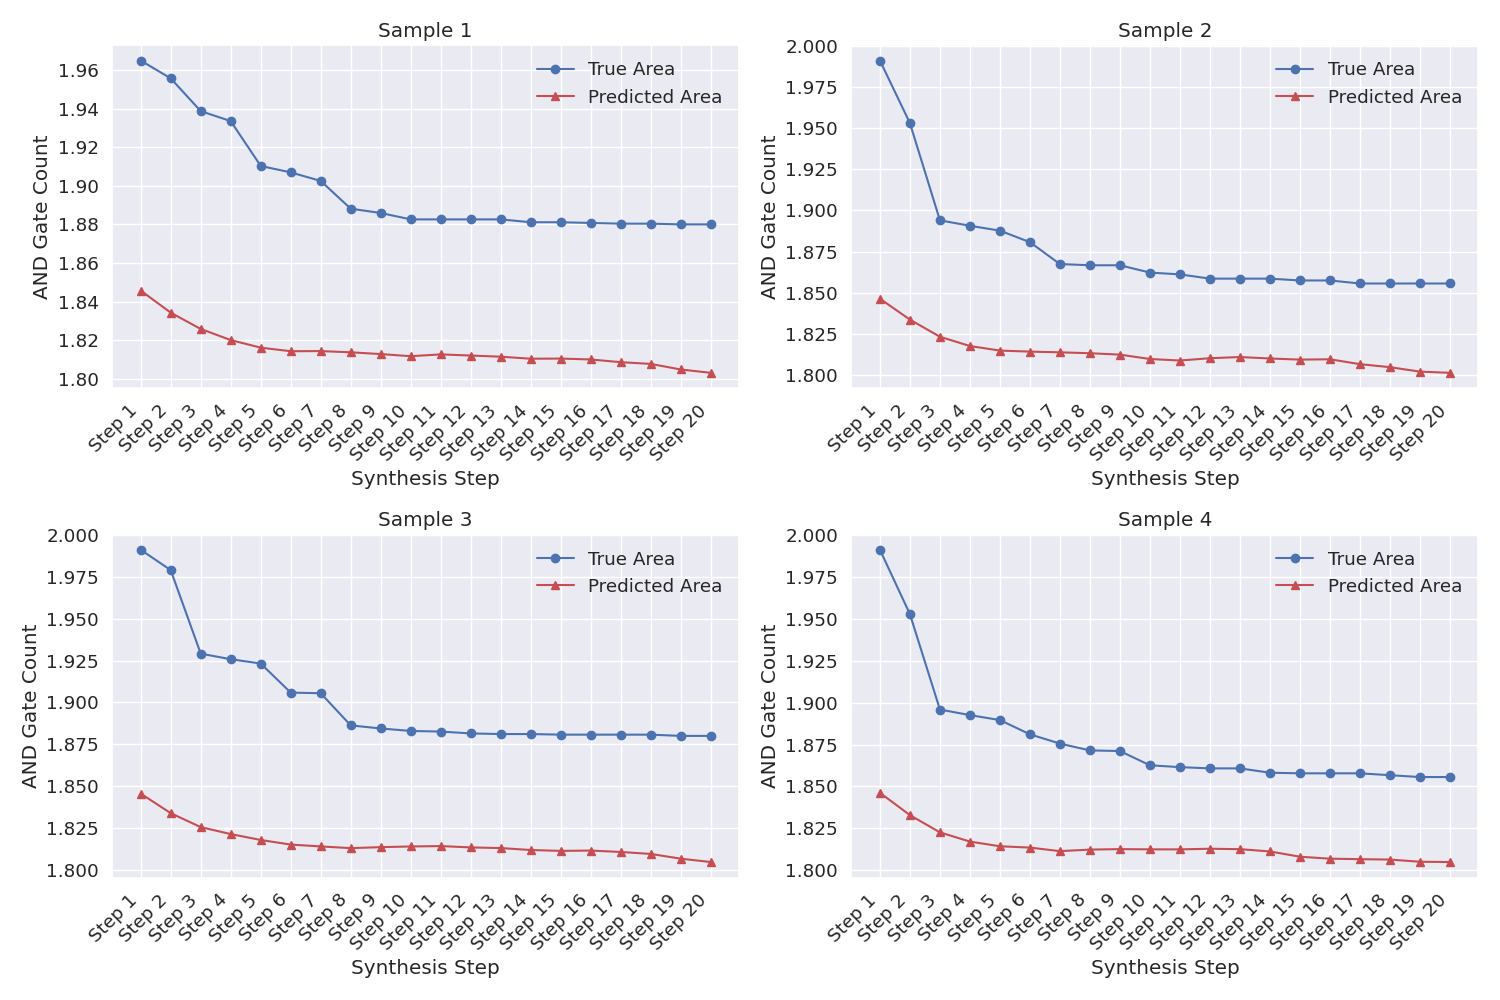 Sample 1
True Area
Predicted Area
1.96
1.94
1.92
1.90
1.88
1.86
1.84
1.82
1.80
AND Gate Count
Step 1
Step 2
Step 3
Step 4
Step 5
Step 6
Step 7
Step 8
Step 9
Step 10
Step 11
Step 12
Step 13
Step 14
Step 15
Step 16
Step 17
Step 18
Step 19
Step 20
Synthesis Step
Sample 2
True Area
Predicted Area
2.000
1.975
1.950
1.925
1.900
1.875
1.850
1.825
1.800
AND Gate Count
Step 1
Step 2
Step 3
Step 4
Step 5
Step 6
Step 7
Step 8
Step 9
Step 10
Step 11
Step 12
Step 13
Step 14
Step 15
Step 16
Step 17
Step 18
Step 19
Step 20
Synthesis Step
Sample 3
True Area
Predicted Area
2.000
1.975
1.950
1.925
1.900
1.875
1.850
1.825
1.800
AND Gate Count
Step 1
Step 2
Step 3
Step 4
Step 5
Step 6
Step 7
Step 8
Step 9
Step 10
Step 11
Step 12
Step 13
Step 14
Step 15
Step 16
Step 17
Step 18
Step 19
Step 20
Synthesis Step
Sample 4
True Area
Predicted Area
2.000
1.975
1.950
1.925
1.900
1.875
1.850
1.825
1.800
AND Gate Count
Step 1
Step 2
Step 3
Step 4
Step 5
Step 6
Step 7
Step 8
Step 9
Step 10
Step 11
Step 12
Step 13
Step 14
Step 15
Step 16
Step 17
Step 18
Step 19
Step 20
Synthesis Step